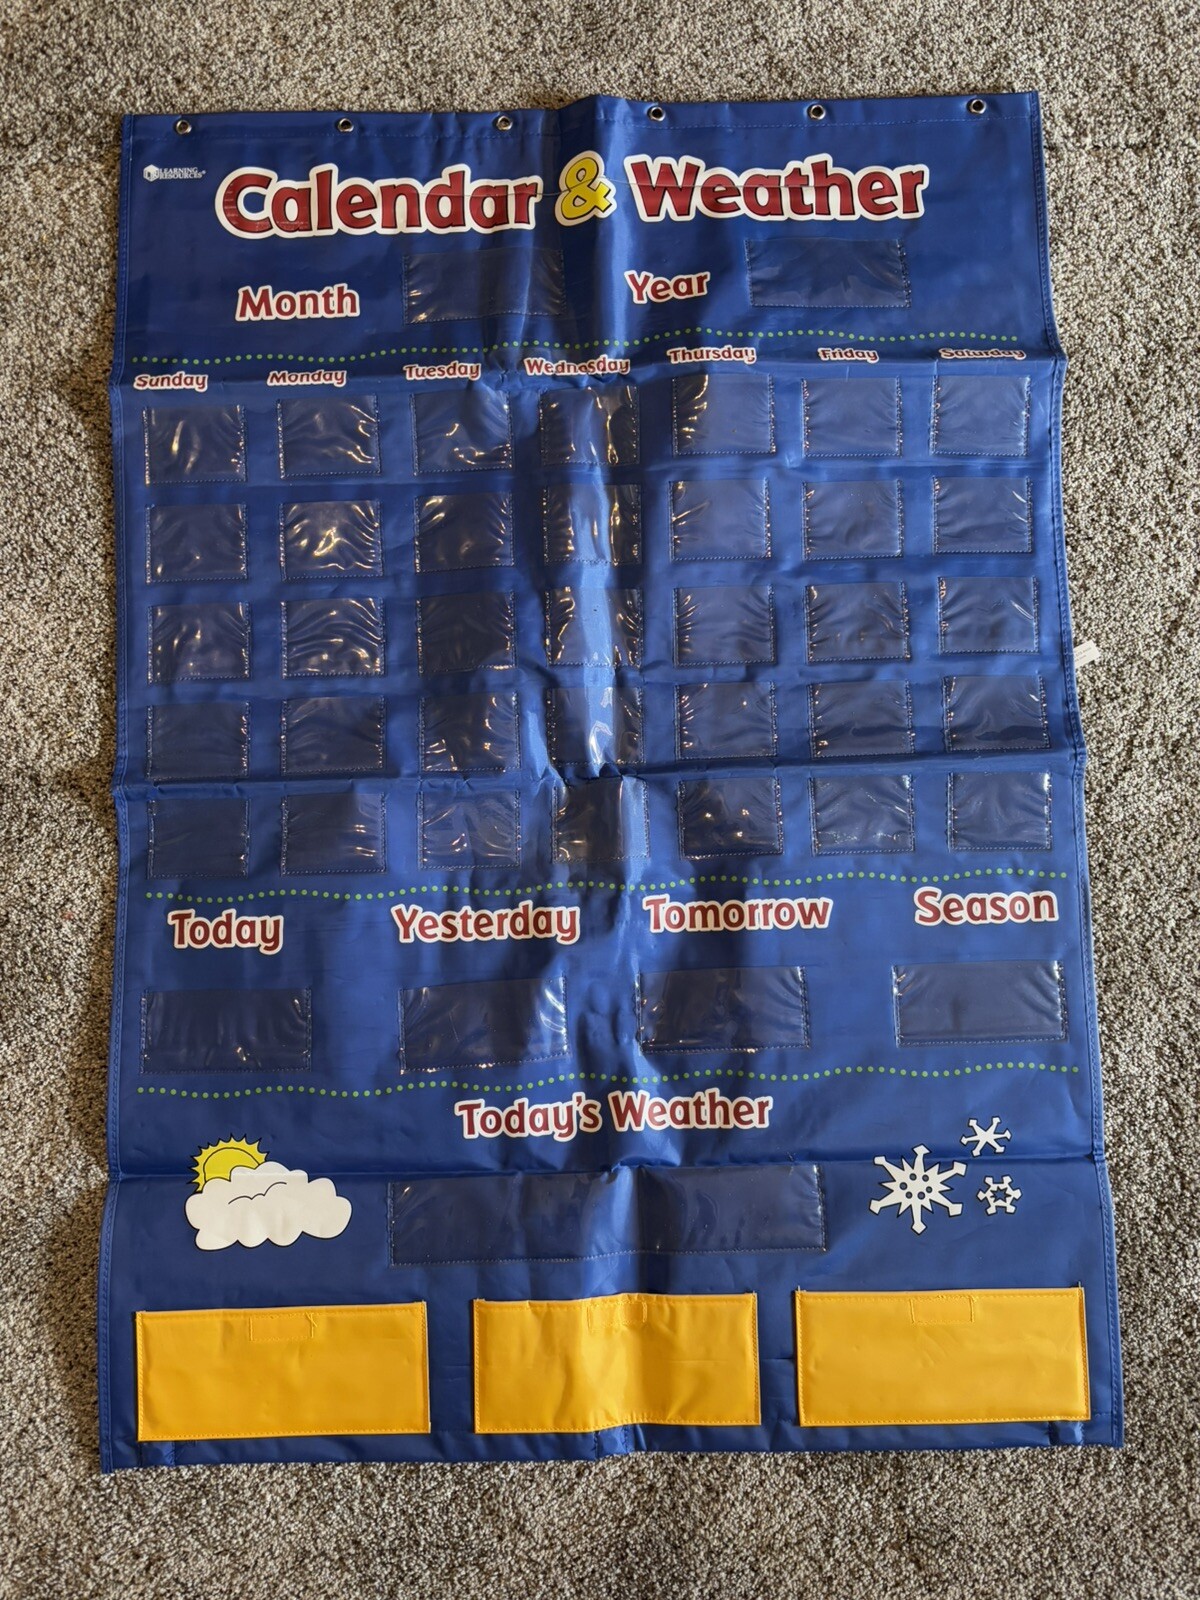 LEARNING
RESOURCES®
Calendar & Weather
Month Year
Sunday Monday Tuesday Wednesday Thursday Friday Saturday
Today Yesterday Tomorrow Season
Today's Weather